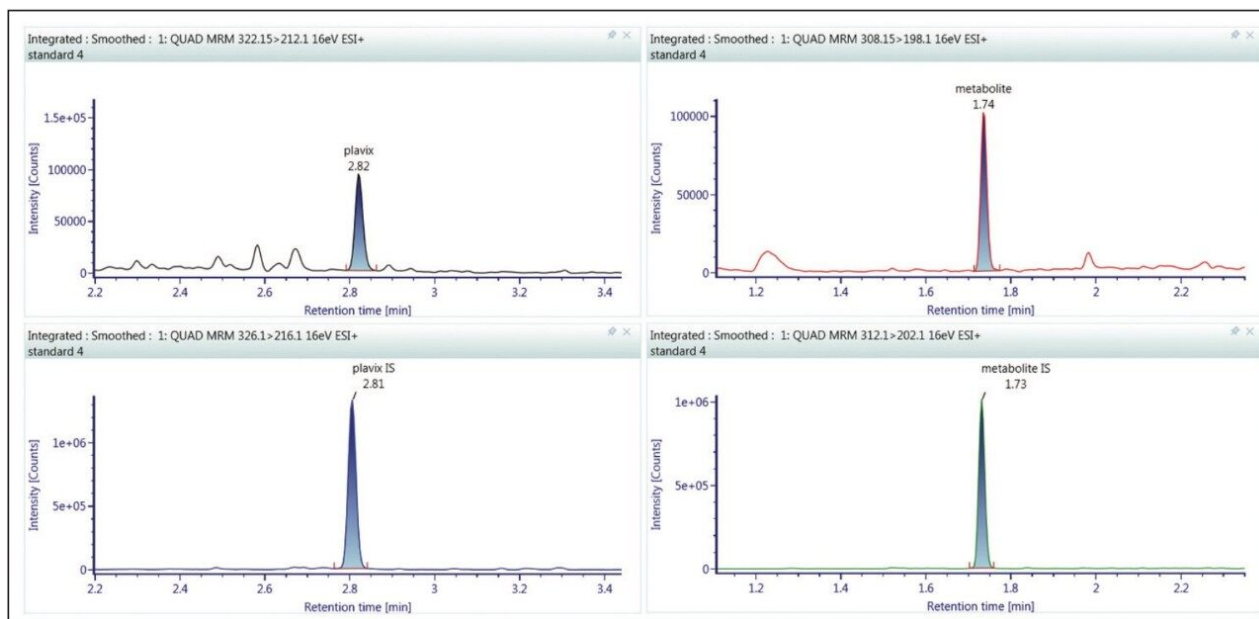 Integrated : Smoothed : 1: QUAD MRM 322.15>212.1 16eV ESI+
standard 4
Intensity [Counts]
1.5e+05
100000
50000
0
plavix
2.82
2.2 2.4 2.6 2.8 3 3.2 3.4
Retention time [min]
Integrated : Smoothed : 1: QUAD MRM 308.15>198.1 16eV ESI+
standard 4
Intensity [Counts]
100000
50000
0
metabolite
1.74
1.2 1.4 1.6 1.8 2 2.2
Retention time [min]
Integrated : Smoothed : 1: QUAD MRM 326.1>216.1 16eV ESI+
standard 4
Intensity [Counts]
1e+06
5e+05
0
plavix IS
2.81
2.2 2.4 2.6 2.8 3 3.2 3.4
Retention time [min]
Integrated : Smoothed : 1: QUAD MRM 312.1>202.1 16eV ESI+
standard 4
Intensity [Counts]
1e+06
5e+05
0
metabolite IS
1.73
1.2 1.4 1.6 1.8 2 2.2
Retention time [min]